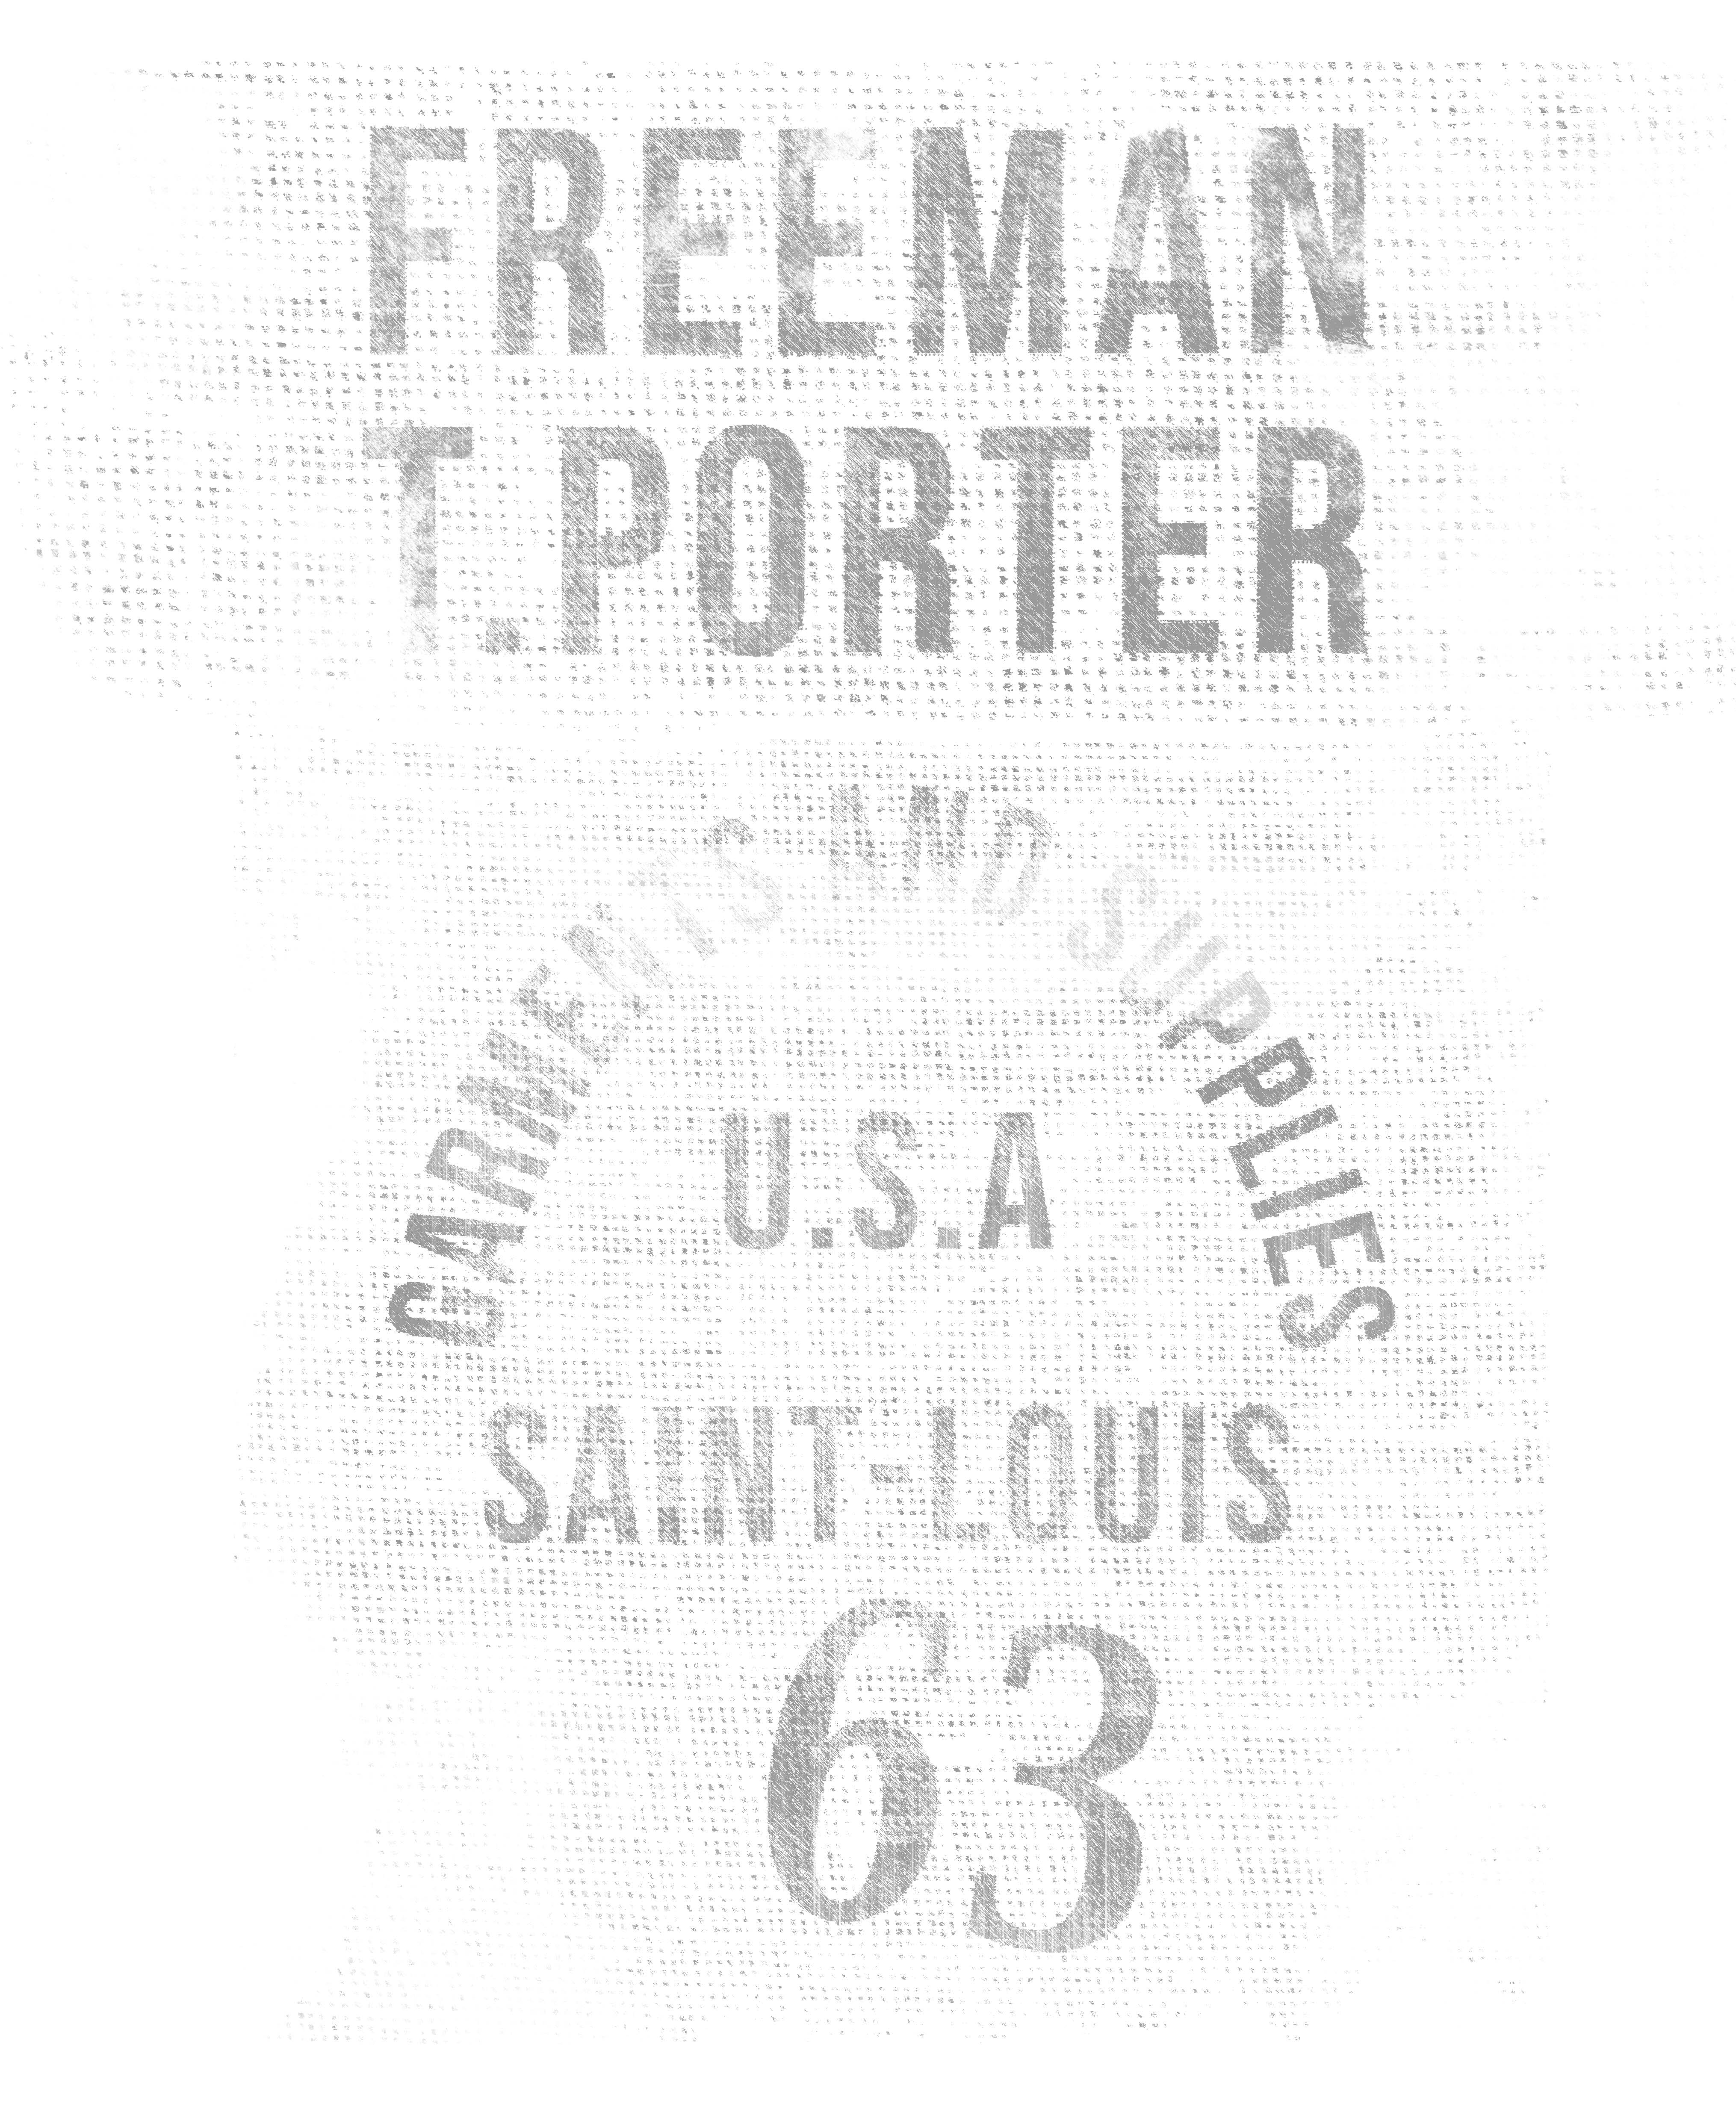 FREEMAN
T.PORTER
GARMENTS AND SUPPLIES
U.S.A
SAINT-LOUIS
63